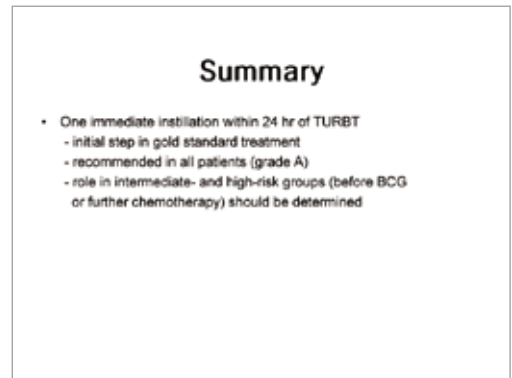 Summary
• One immediate instillation within 24 hr of TURBT
- initial step in gold standard treatment
- recommended in all patients (grade A)
- role in intermediate- and high-risk groups (before BCG
or further chemotherapy) should be determined